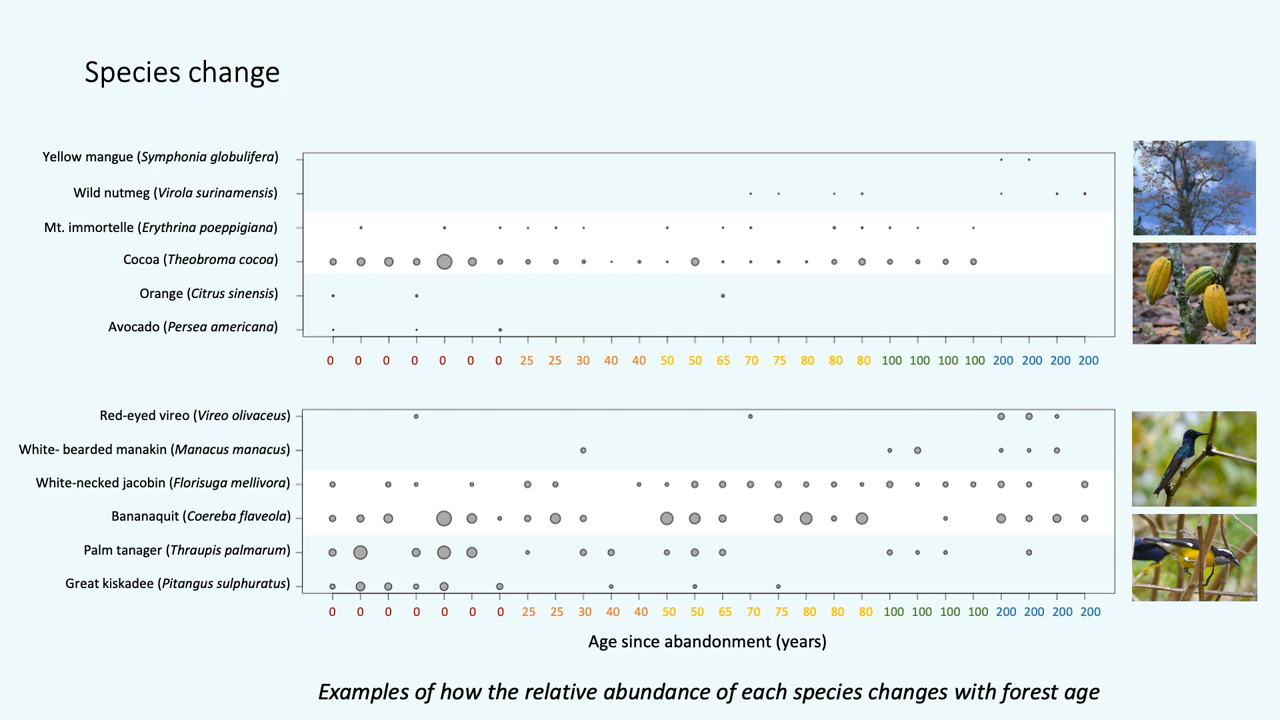 Species change
Yellow mangue (Symphonia globulifera)
Wild nutmeg (Virola surinamensis)
Mt. immortelle (Erythrina poeppigiana)
Cocoa (Theobroma cocoa)
Orange (Citrus sinensis)
Avocado (Persea americana)
0 0 0 0 0 0 0 25 25 30 40 40 50 50 65 70 75 80 80 80 100 100 100 100 200 200 200 200
Red-eyed vireo (Vireo olivaceus)
White- bearded manakin (Manacus manacus)
White-necked jacobin (Florisuga mellivora)
Bananaquit (Coereba flaveola)
Palm tanager (Thraupis palmarum)
Great kiskadee (Pitangus sulphuratus)
0 0 0 0 0 0 0 25 25 30 40 40 50 50 65 70 75 80 80 80 100 100 100 100 200 200 200 200
Age since abandonment (years)
Examples of how the relative abundance of each species changes with forest age